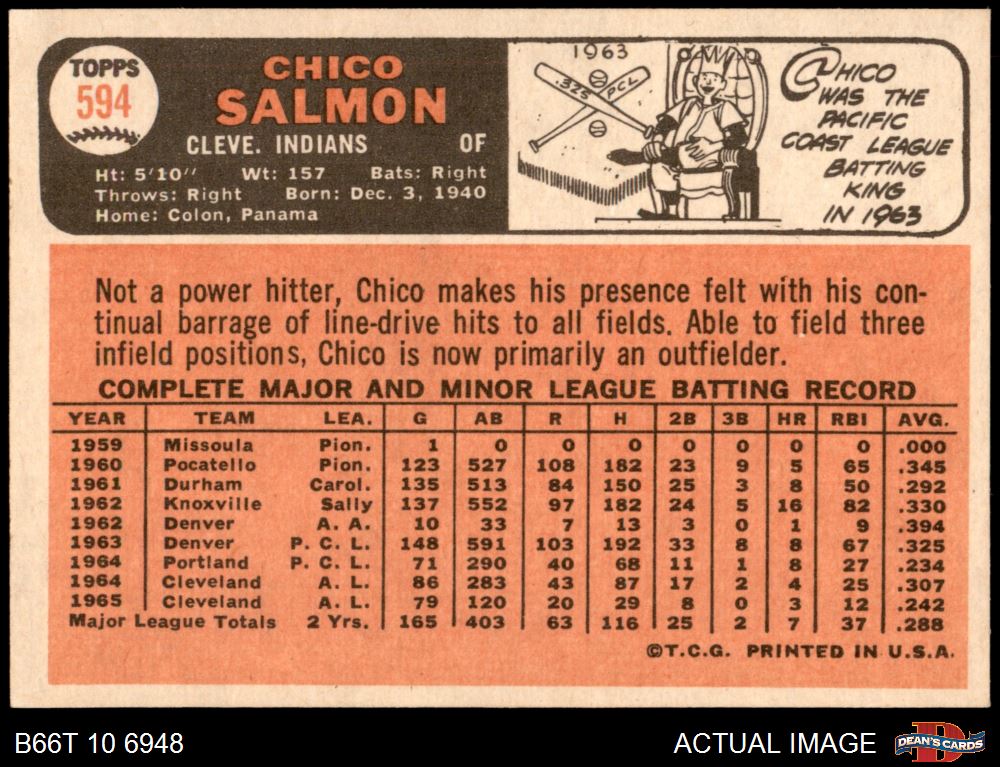 TOPPS
594
CHICO
SALMON
CLEVE. INDIANS OF
Ht: 5'10" Wt: 157 Bats: Right
Throws: Right Born: Dec. 3, 1940
Home: Colon, Panama
1963
.325 PCL
CHICO
WAS THE
PACIFIC
COAST LEAGUE
BATTING
KING
IN 1963
Not a power hitter, Chico makes his presence felt with his con-
tinual barrage of line-drive hits to all fields. Able to field three
infield positions, Chico is now primarily an outfielder.
COMPLETE MAJOR AND MINOR LEAGUE BATTING RECORD
YEAR TEAM LEA. G AB R H 2B 3B HR RBI AVG.
1959 Missoula Pion. 1 0 0 0 0 0 0 0 .000
1960 Pocatello Pion. 123 527 108 182 23 9 5 65 .345
1961 Durham Carol. 135 513 84 150 25 3 8 50 .292
1962 Knoxville Sally 137 552 97 182 24 5 16 82 .330
1962 Denver A. A. 10 33 7 13 3 0 1 9 .394
1963 Denver P. C. L. 148 591 103 192 33 8 8 67 .325
1964 Portland P. C. L. 71 290 40 68 11 1 8 27 .234
1964 Cleveland A. L. 86 283 43 87 17 2 4 25 .307
1965 Cleveland A. L. 79 120 20 29 8 0 3 12 .242
Major League Totals 2 Yrs. 165 403 63 116 25 2 7 37 .288
©T.C.G. PRINTED IN U.S.A.
B66T 10 6948
ACTUAL IMAGE
D
DEAN'S CARDS